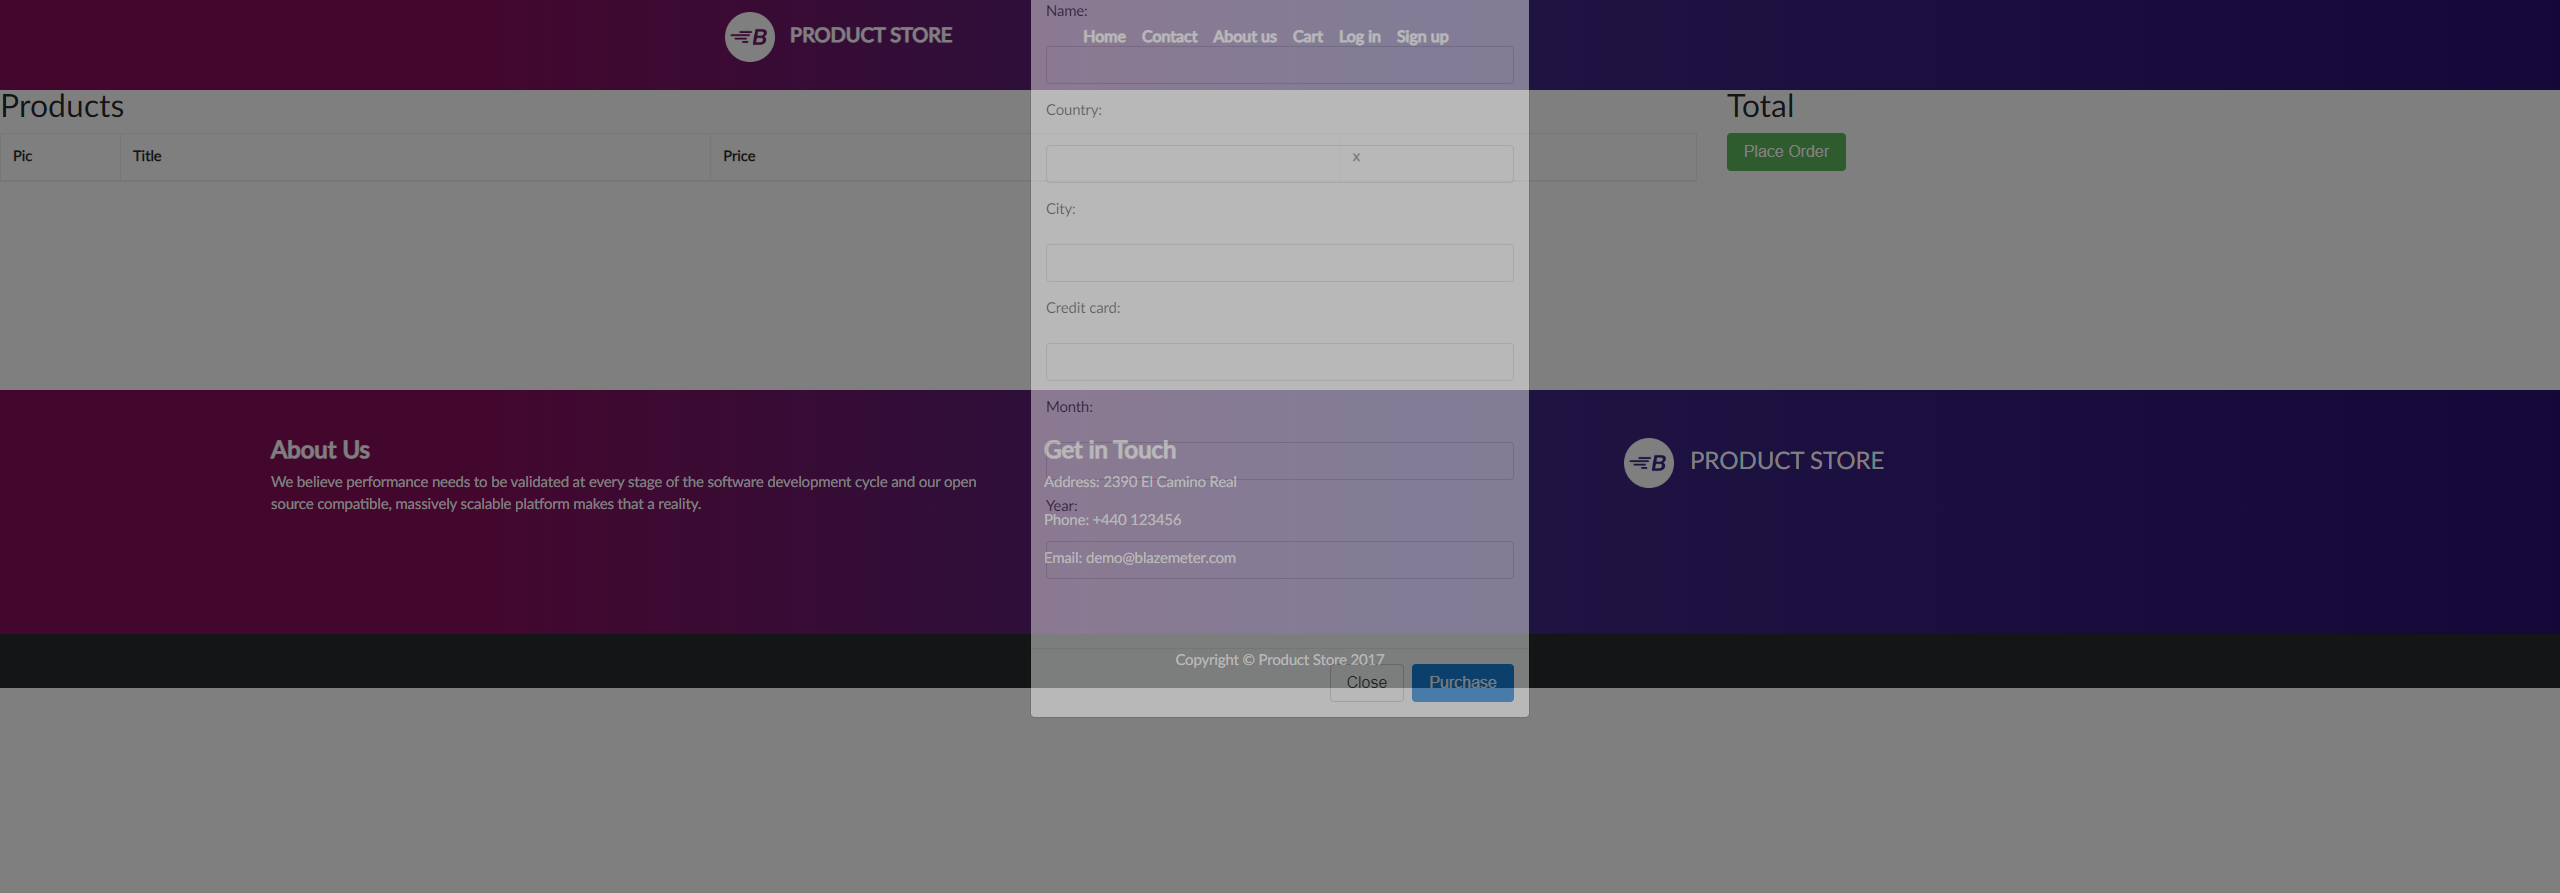 Name:
B PRODUCT STORE
Home Contact About us Cart Log in Sign up
Products
Total
Country:
Pic Title Price x
Place Order
City:
Credit card:
Month:
About Us
We believe performance needs to be validated at every stage of the software development cycle and our open
source compatible, massively scalable platform makes that a reality.
Get in Touch
Address: 2390 El Camino Real
Year:
Phone: +440 123456
Email: demo@blazemeter.com
B PRODUCT STORE
Copyright © Product Store 2017
Close Purchase